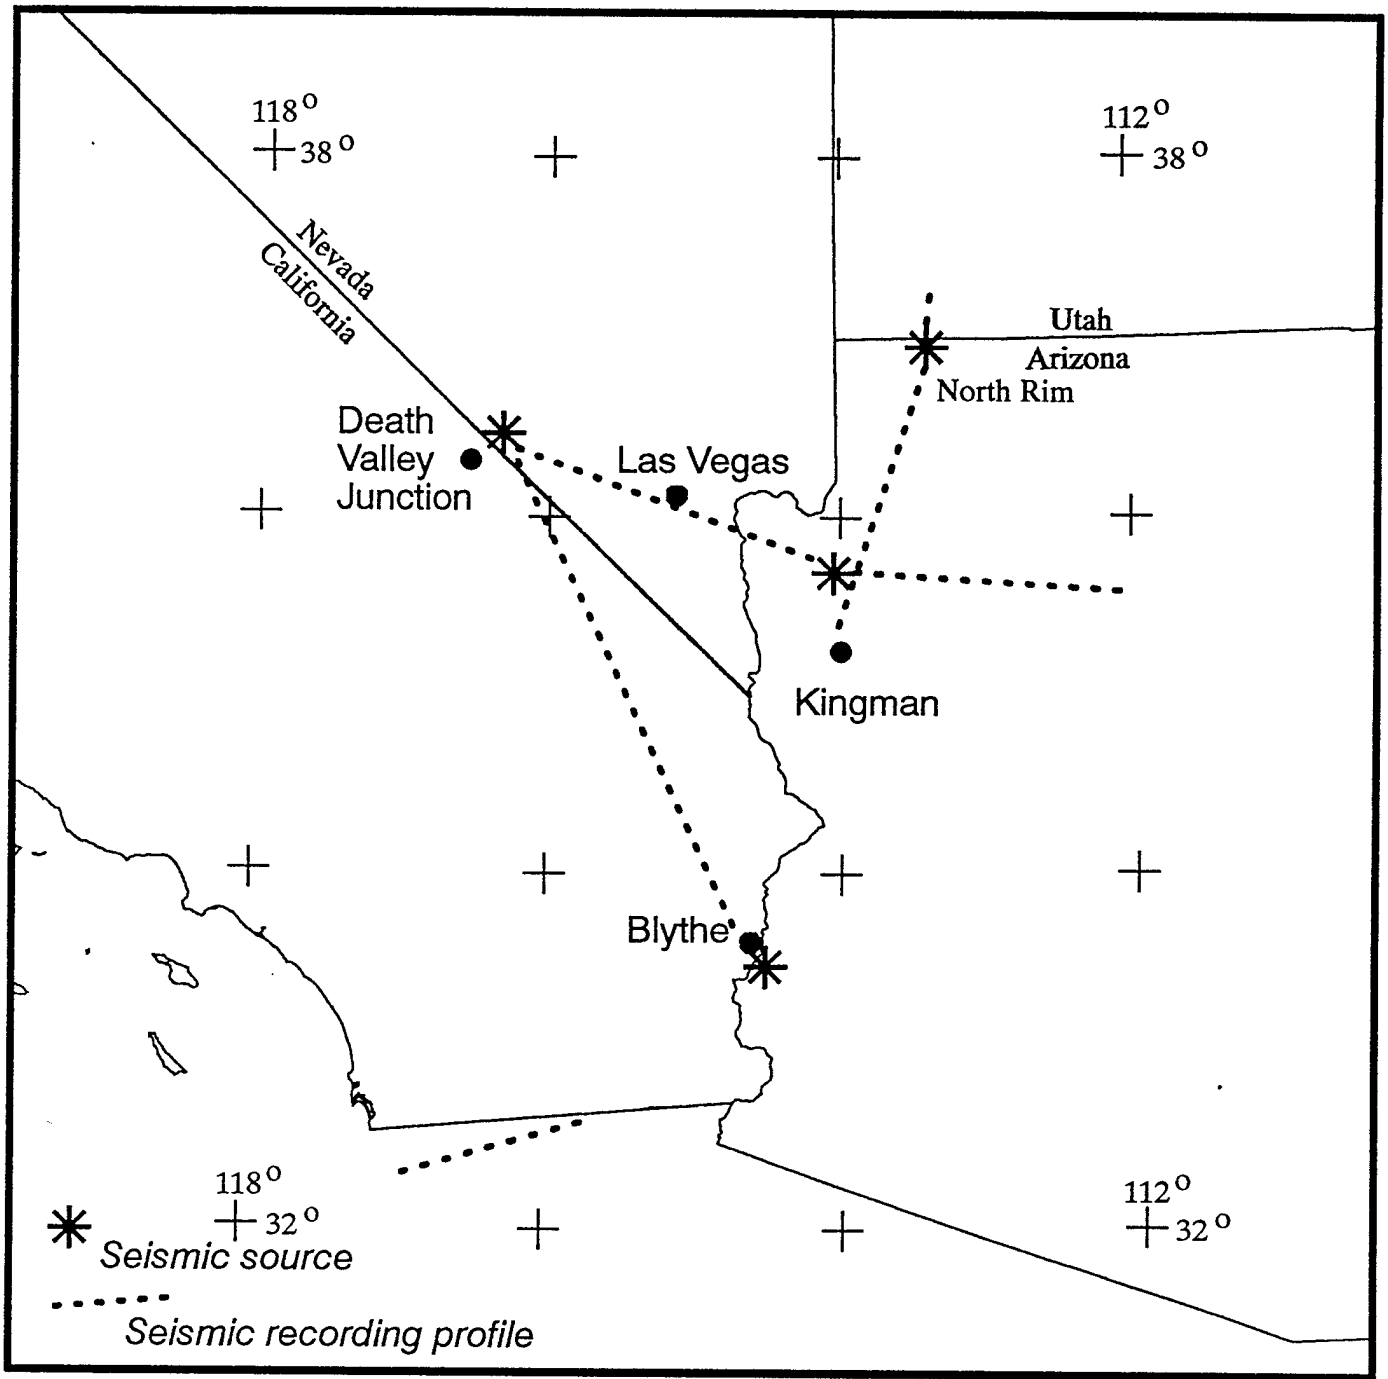 118°
38°
112°
38°
Nevada
California
Utah
Arizona
North Rim
Death
Valley
Junction
Las Vegas
Kingman
Blythe
118°
32°
112°
32°
Seismic source
Seismic recording profile